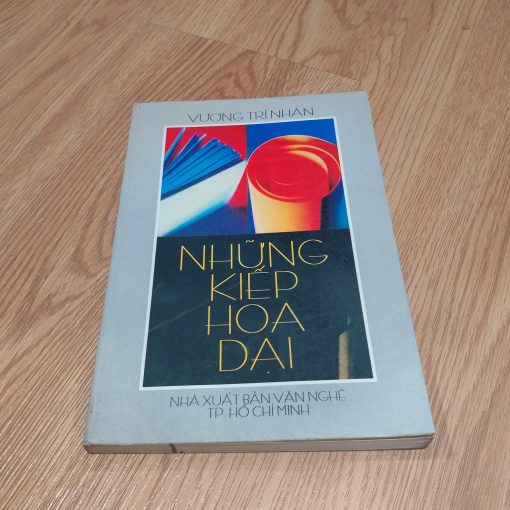 VƯƠNG TRÍ NHÀN
NHỮNG
KIẾP
HOA
DẠI
NHÀ XUẤT BẢN VĂN NGHỆ
TP. HỒ CHÍ MINH